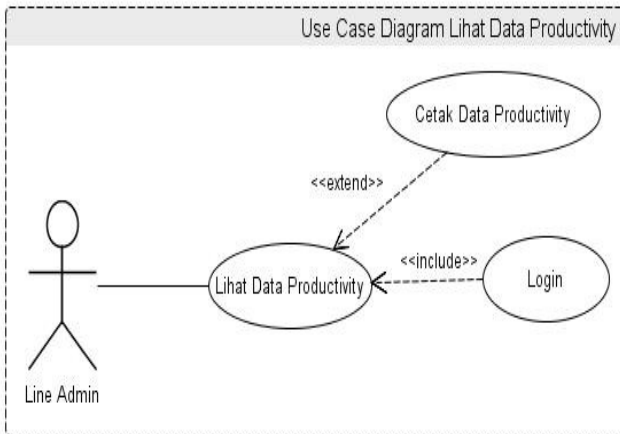 Use Case Diagram Lihat Data Productivity
Cetak Data Productivity
<<extend>>
<<include>>
Lihat Data Productivity
Login
Line Admin